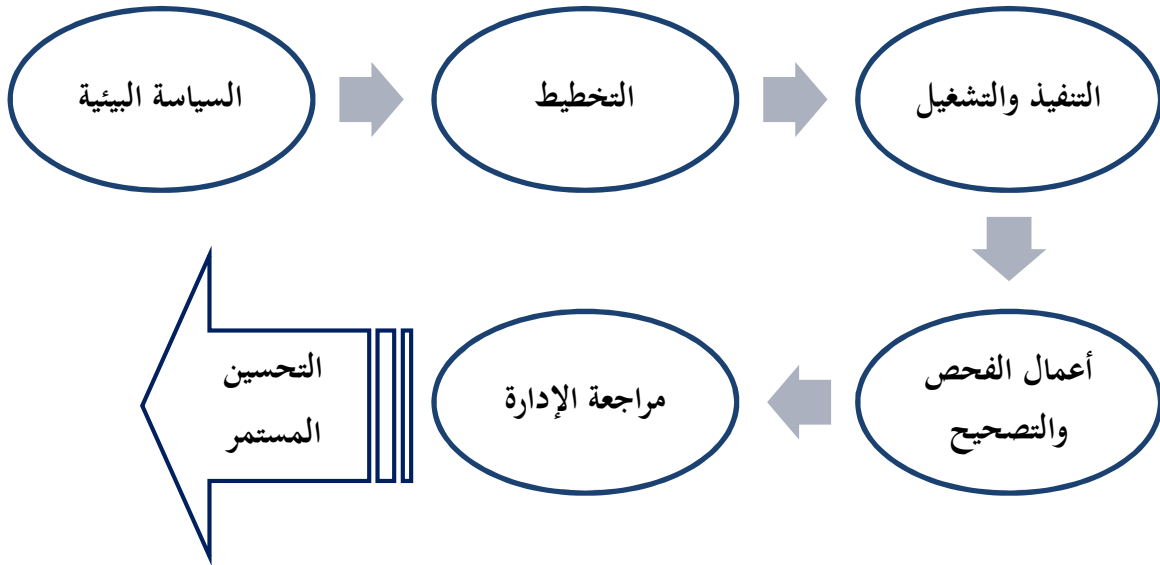 السياسة البيئية
التخطيط
التنفيذ والتشغيل
أعمال الفحص
والتصحيح
مراجعة الإدارة
التحسين
المستمر